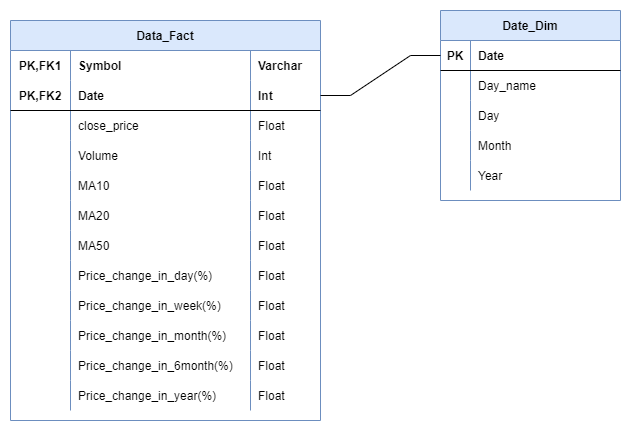 Data_Fact
PK,FK1 Symbol Varchar
PK,FK2 Date Int
close_price Float
Volume Int
MA10 Float
MA20 Float
MA50 Float
Price_change_in_day(%) Float
Price_change_in_week(%) Float
Price_change_in_month(%) Float
Price_change_in_6month(%) Float
Price_change_in_year(%) Float
Date_Dim
PK Date
Day_name
Day
Month
Year